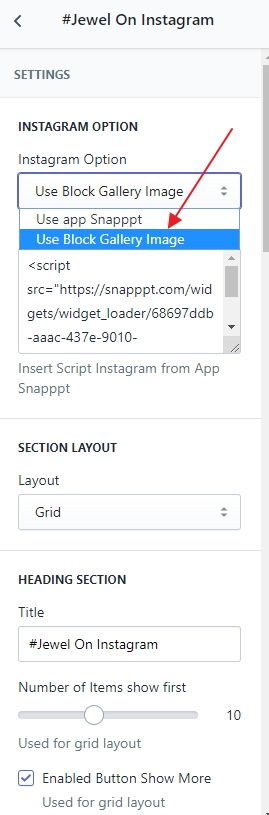 #Jewel On Instagram
SETTINGS
INSTAGRAM OPTION
Instagram Option
Use Block Gallery Image
Use app Snapppt
Use Block Gallery Image
<script
src="https://snapppt.com/wid
gets/widget_loader/68697ddb
-aaac-437e-9010-
Insert Script Instagram from App
Snapppt
SECTION LAYOUT
Layout
Grid
HEADING SECTION
Title
#Jewel On Instagram
Number of Items show first
10
Used for grid layout
Enabled Button Show More
Used for grid layout